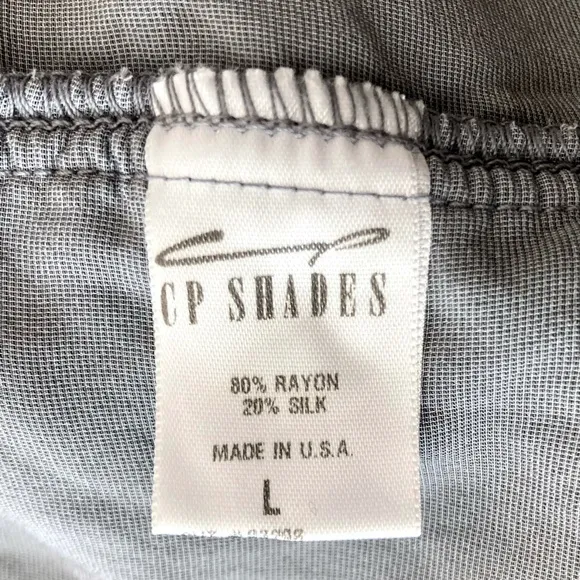 CP SHADES
80% RAYON
20% SILK
MADE IN U.S.A.
L